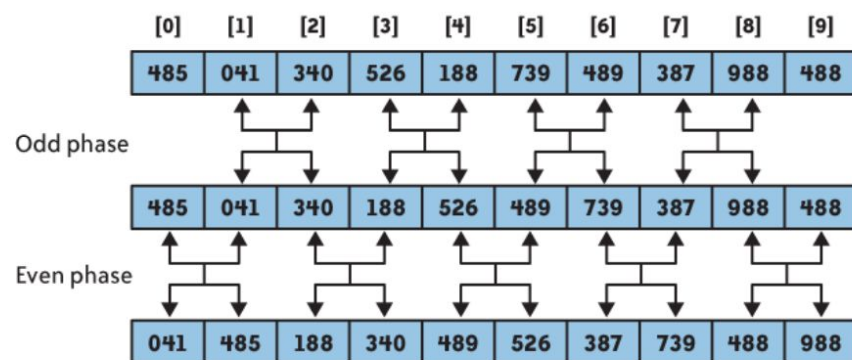 [0] [1] [2] [3] [4] [5] [6] [7] [8] [9]
485 041 340 526 188 739 489 387 988 488
Odd phase
485 041 340 188 526 489 739 387 988 488
Even phase
041 485 188 340 489 526 387 739 488 988